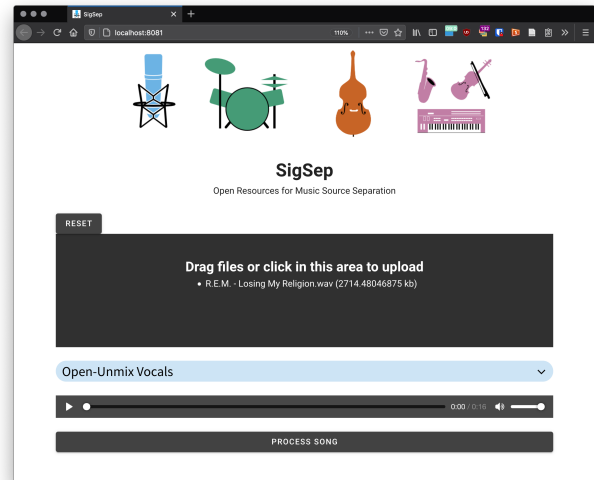 SigSep
localhost:8081
110%
SigSep
Open Resources for Music Source Separation
RESET
Drag files or click in this area to upload
R.E.M. - Losing My Religion.wav (2714.48046875 kb)
Open-Unmix Vocals
0:00 / 0:16
PROCESS SONG